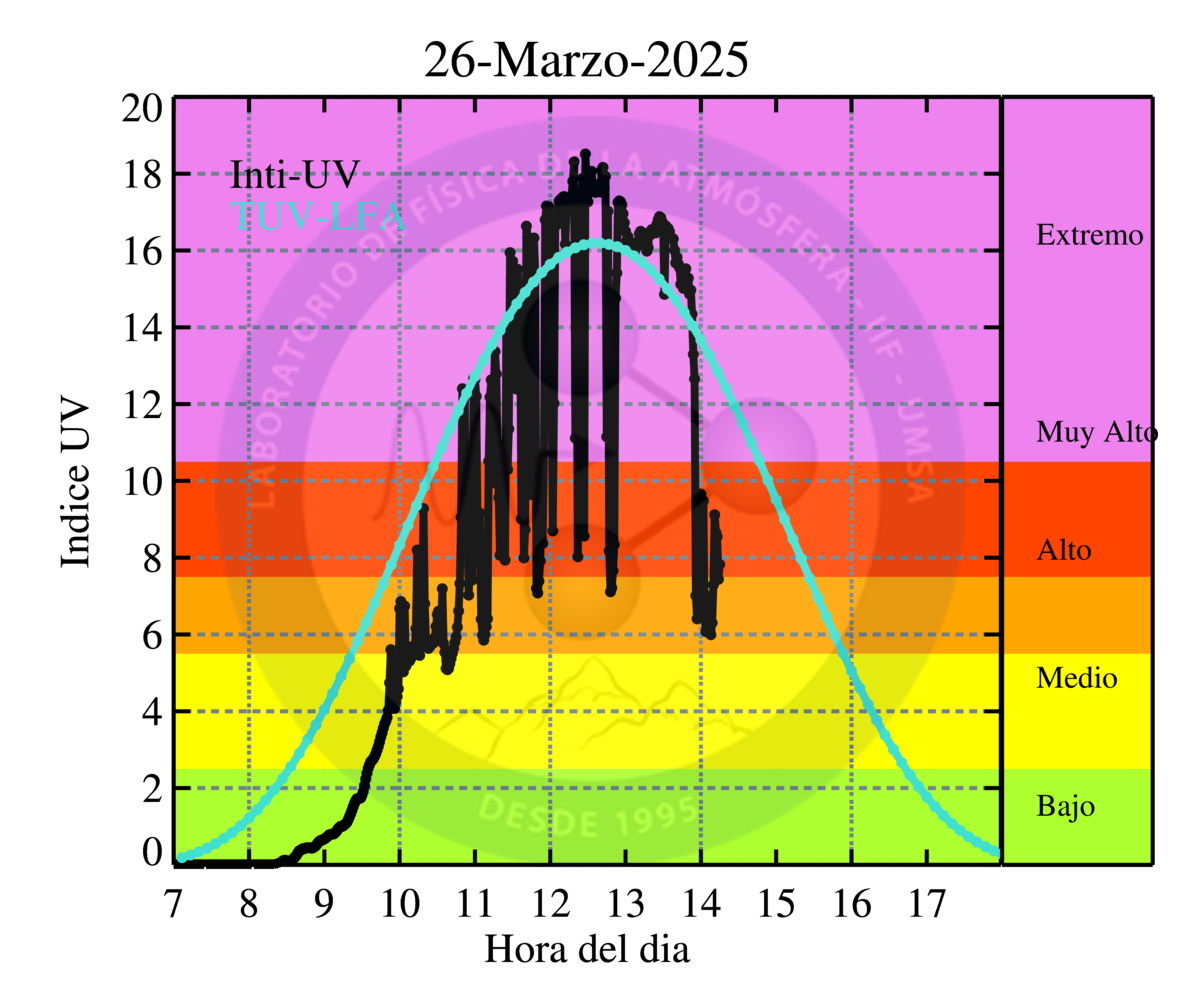 26-Marzo-2025
20
18
16
14
12
10
8
6
4
2
0
Indice UV
Inti-UV
TUV-LFA
LABORATORIO DE FÍSICA DE LA ATMÓSFERA - IIF - UMSA
DESDE 1995
Extremo
Muy Alto
Alto
Medio
Bajo
7 8 9 10 11 12 13 14 15 16 17
Hora del dia